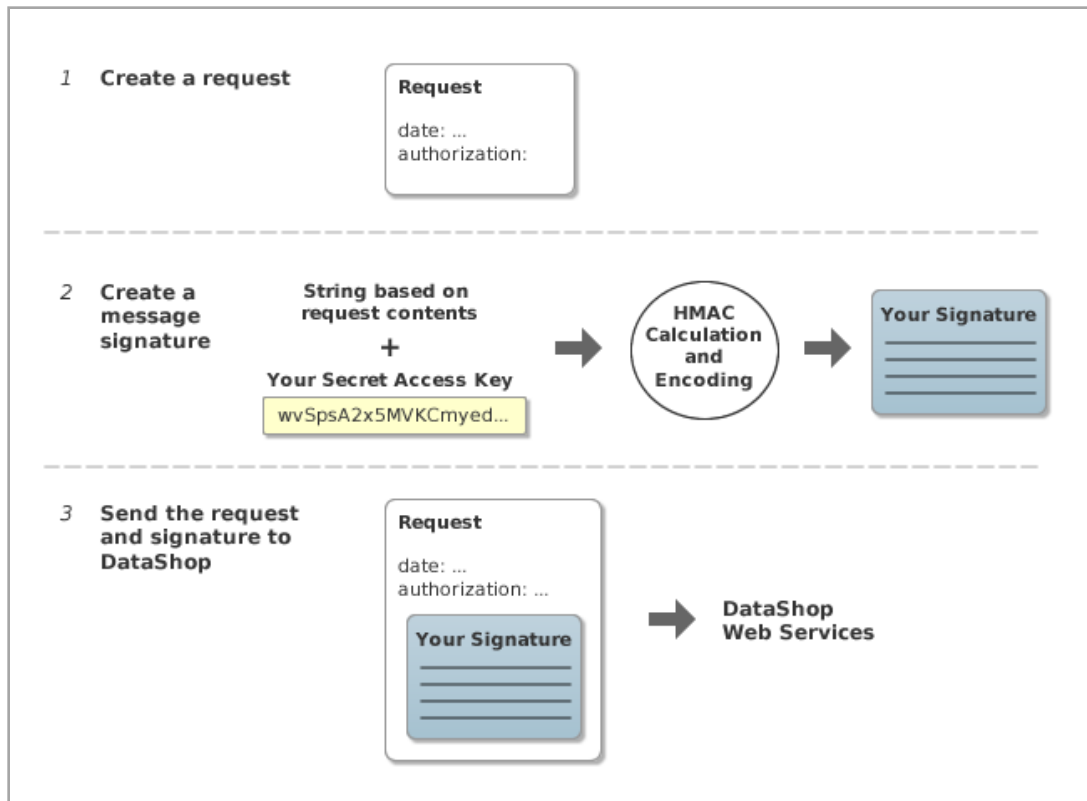 1 Create a request
Request
date: ...
authorization:
2 Create a
message
signature
String based on
request contents
+
Your Secret Access Key
wvSpsA2x5MVKCmyed...
HMAC
Calculation
and
Encoding
Your Signature
3 Send the request
and signature to
DataShop
Request
date: ...
authorization: ...
Your Signature
DataShop
Web Services